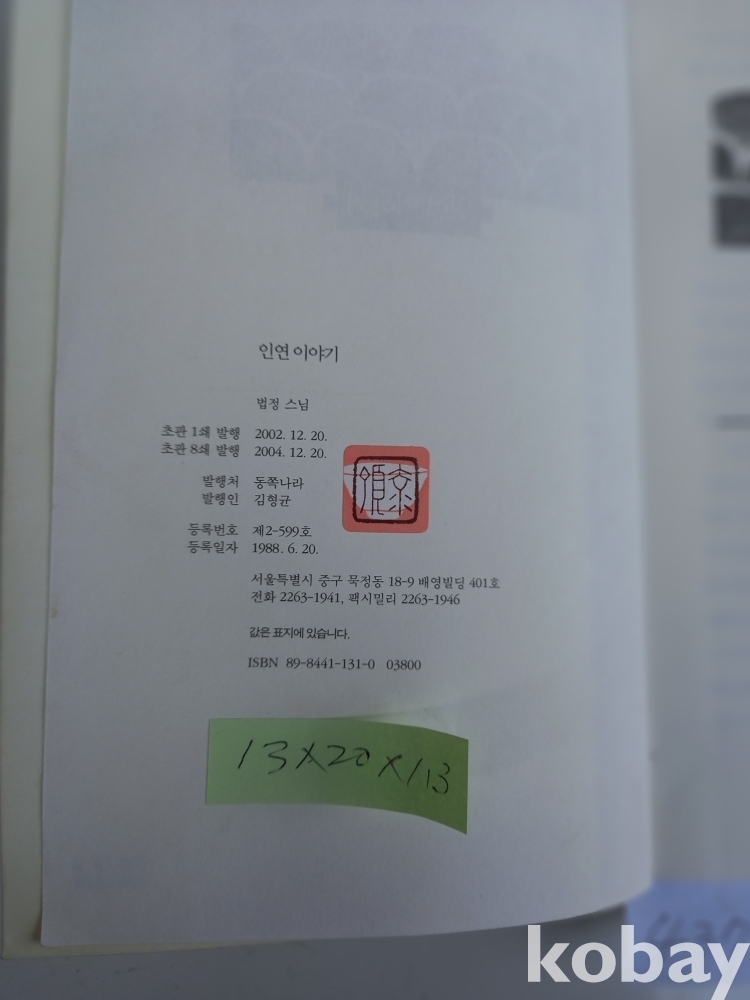 인연 이야기
법정 스님
초판 1쇄 발행 2002. 12. 20.
초판 8쇄 발행 2004. 12. 20.
발행처 동쪽나라
발행인 김형균
등록번호 제2-599호
등록일자 1988. 6. 20.
서울특별시 중구 묵정동 18-9 배영빌딩 401호
전화 2263-1941, 팩시밀리 2263-1946
값은 표지에 있습니다.
ISBN 89-8441-131-0 03800
13X20X1.3
kobay